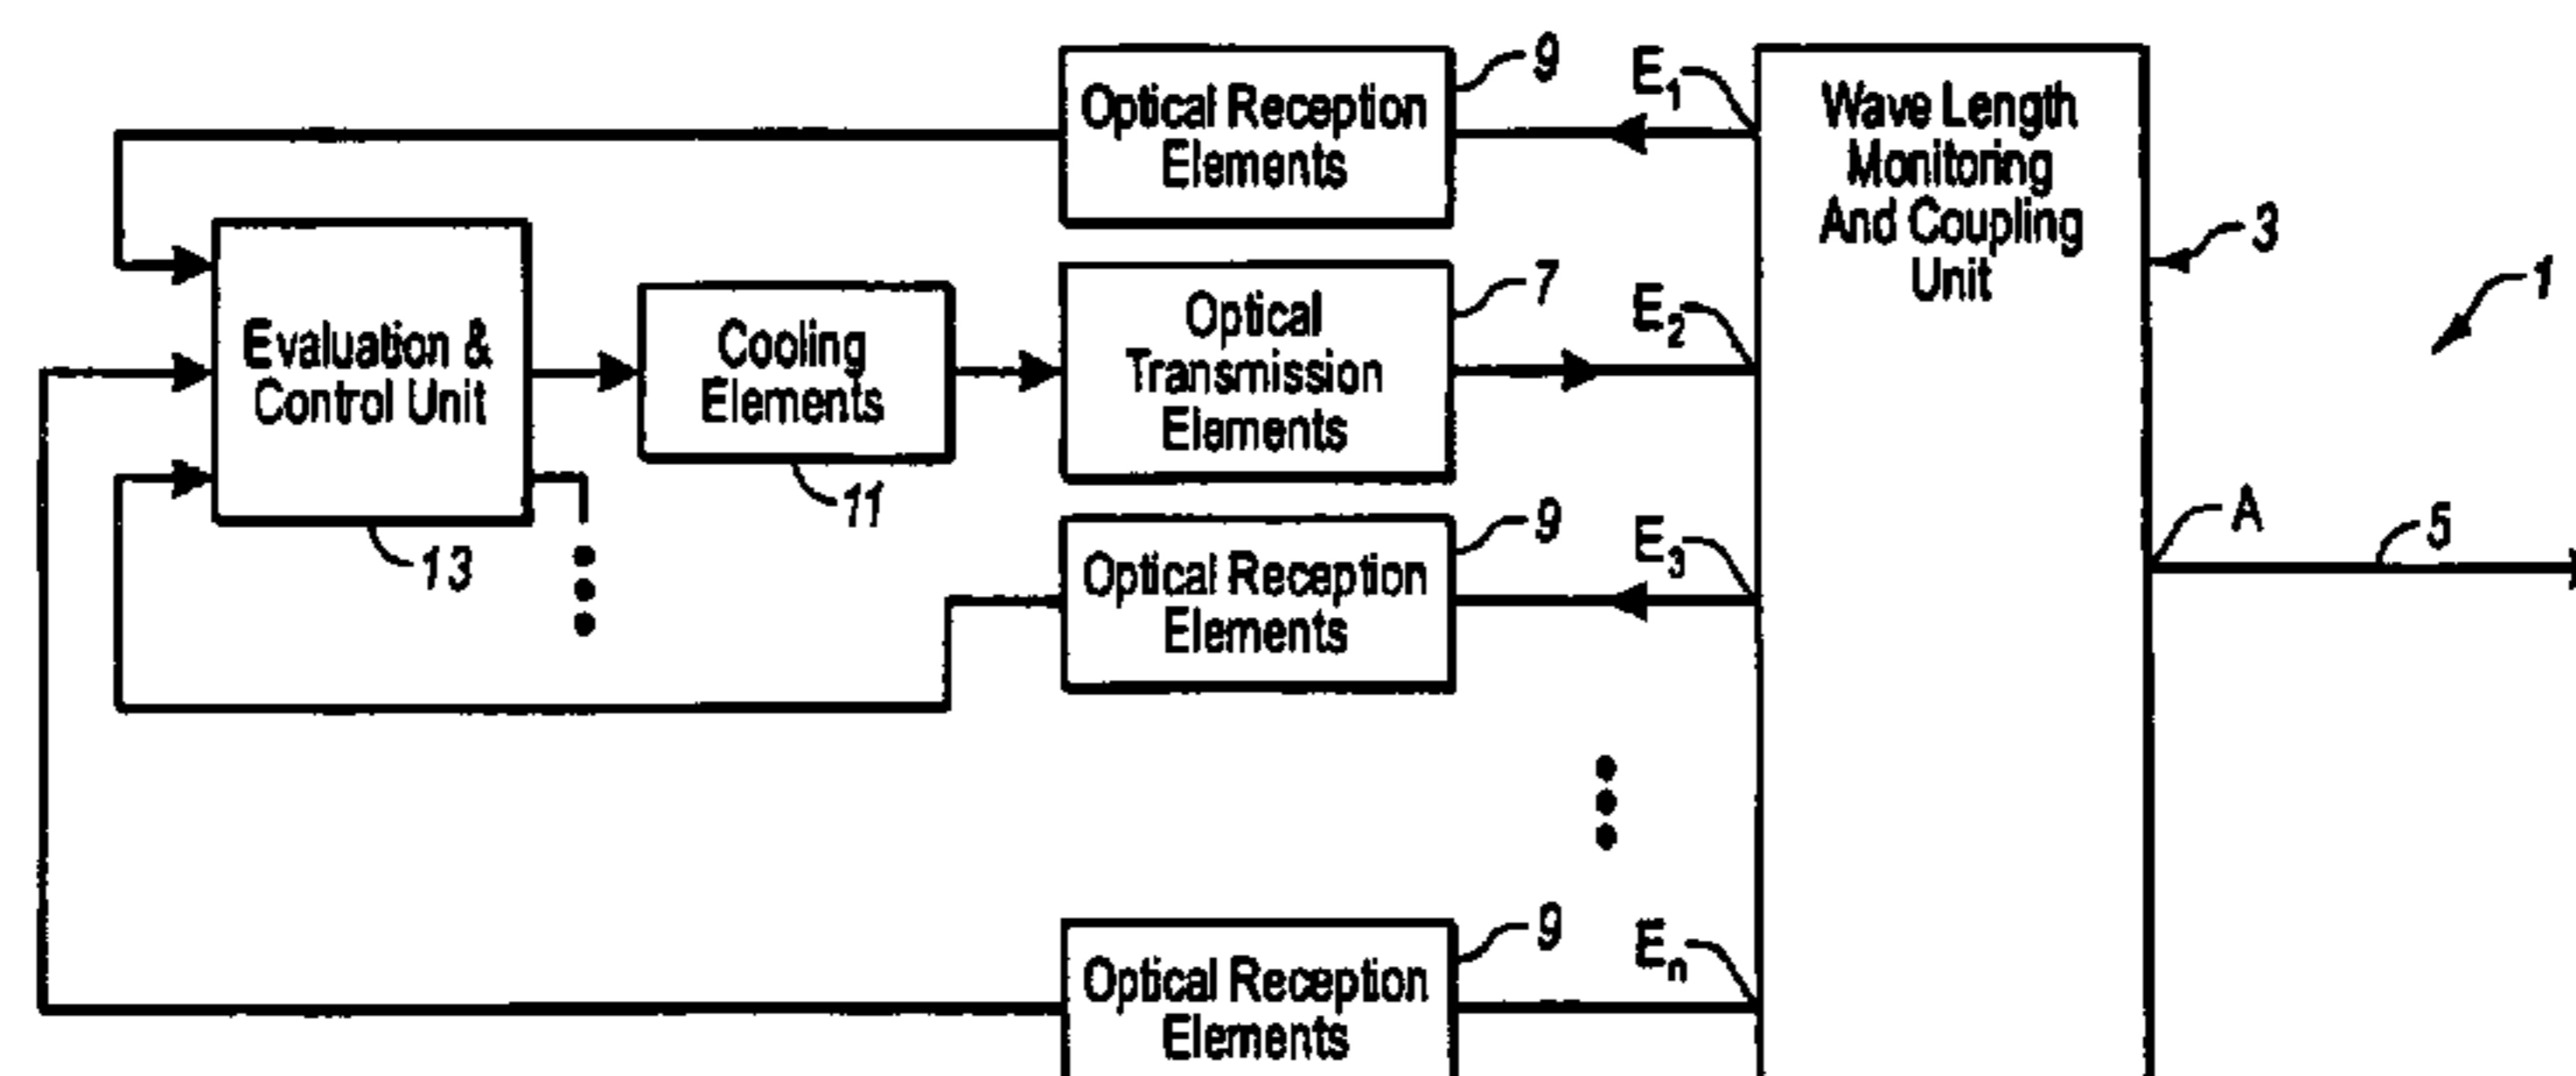 Optical Reception
Elements
9
E1
Wave Length
Monitoring
And Coupling
Unit
3
1
Evaluation &
Control Unit
13
Cooling
Elements
11
Optical
Transmission
Elements
7
E2
Optical Reception
Elements
9
E3
A
5
Optical Reception
Elements
9
En